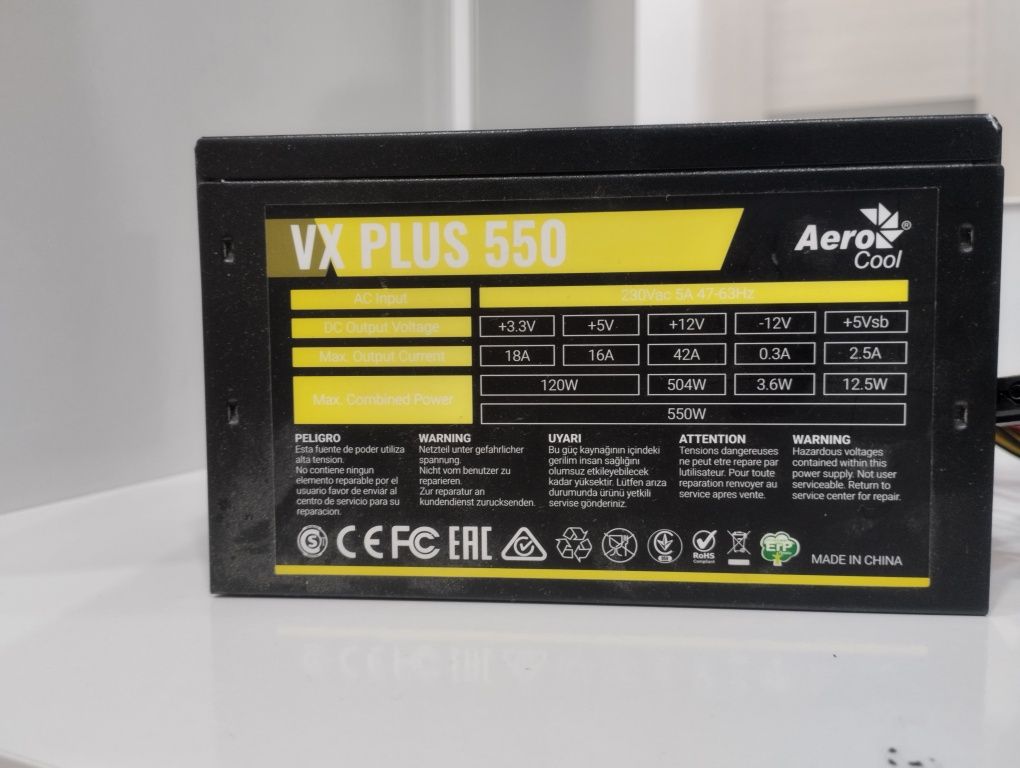 VX PLUS 550
Aero
Cool
®
AC Input 230Vac 5A 47-63Hz
DC Output Voltage +3.3V +5V +12V -12V +5Vsb
Max. Output Current 18A 16A 42A 0.3A 2.5A
Max. Combined Power 120W 504W 3.6W 12.5W
550W
PELIGRO
Esta fuente de poder utiliza
alta tension.
No contiene ningun
elemento reparable por el
usuario favor de enviar al
centro de servicio para su
reparacion.
WARNING
Netzteil unter gefahrlicher
spannung.
Nicht vom benutzer zu
reparieren.
Zur reparatur an
kundendienst zurucksenden.
UYARI
Bu güç kaynağının içindeki
gerilim insan sağlığını
olumsuz etkileyebilecek
kadar yüksektir. Lütfen arıza
durumunda ürünü yetkili
servise gönderiniz.
ATTENTION
Tensions dangereuses
ne peut etre repare par
lutilisateur. Pour toute
reparation renvoyer au
service apres vente.
WARNING
Hazardous voltages
contained within this
power supply. Not user
serviceable. Return to
service center for repair.
S CE FC EAC RoHS
Compliant
ErP
MADE IN CHINA